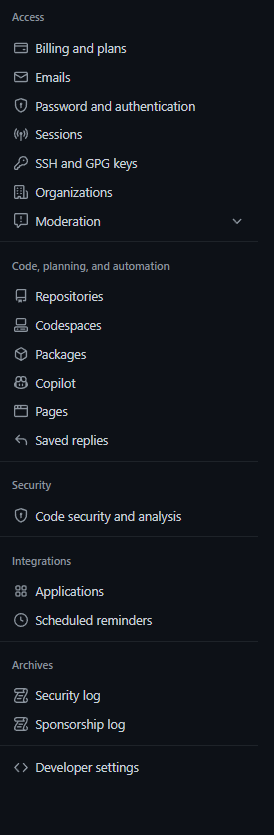 Access
Billing and plans
Emails
Password and authentication
Sessions
SSH and GPG keys
Organizations
Moderation
Code, planning, and automation
Repositories
Codespaces
Packages
Copilot
Pages
Saved replies
Security
Code security and analysis
Integrations
Applications
Scheduled reminders
Archives
Security log
Sponsorship log
Developer settings